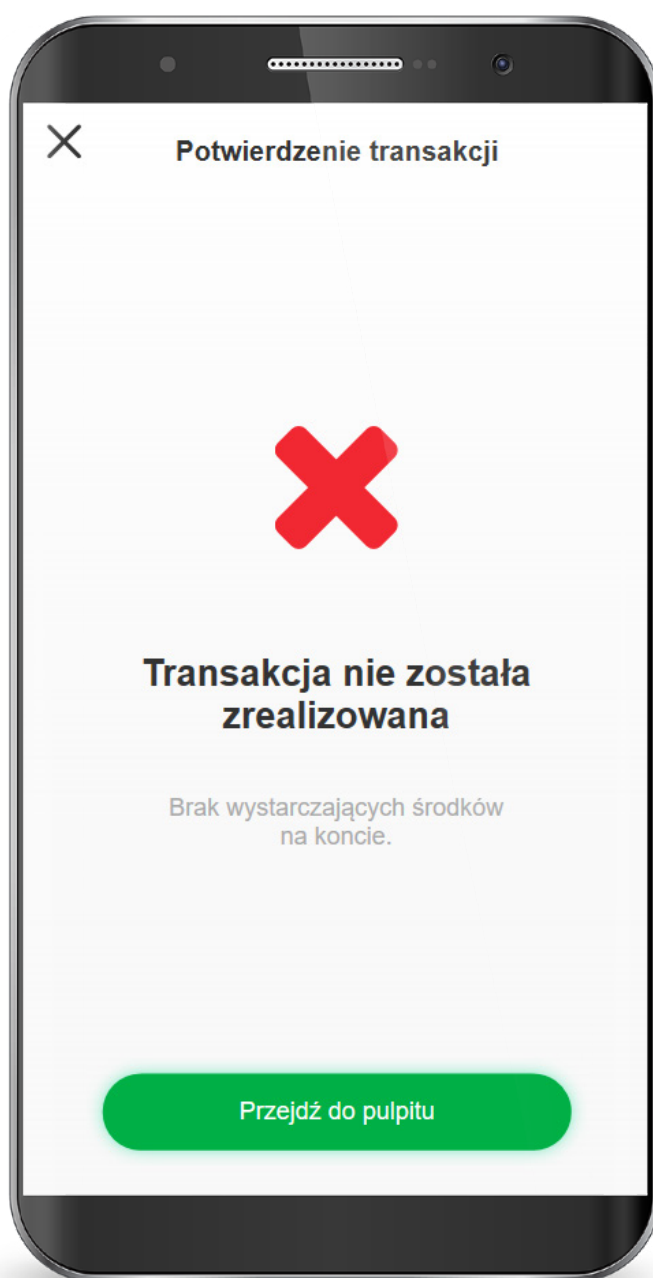 Potwierdzenie transakcji
Transakcja nie została
zrealizowana
Brak wystarczających środków
na koncie.
Przejdź do pulpitu